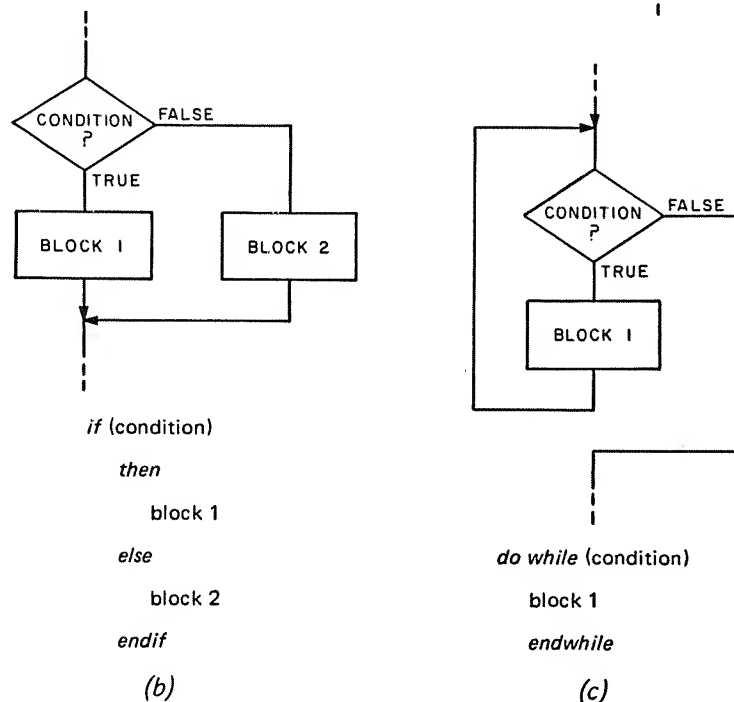 CONDITION
?
FALSE
TRUE
BLOCK 1
BLOCK 2
if (condition)
then
block 1
else
block 2
endif
(b)
CONDITION
?
FALSE
TRUE
BLOCK 1
do while (condition)
block 1
endwhile
(c)